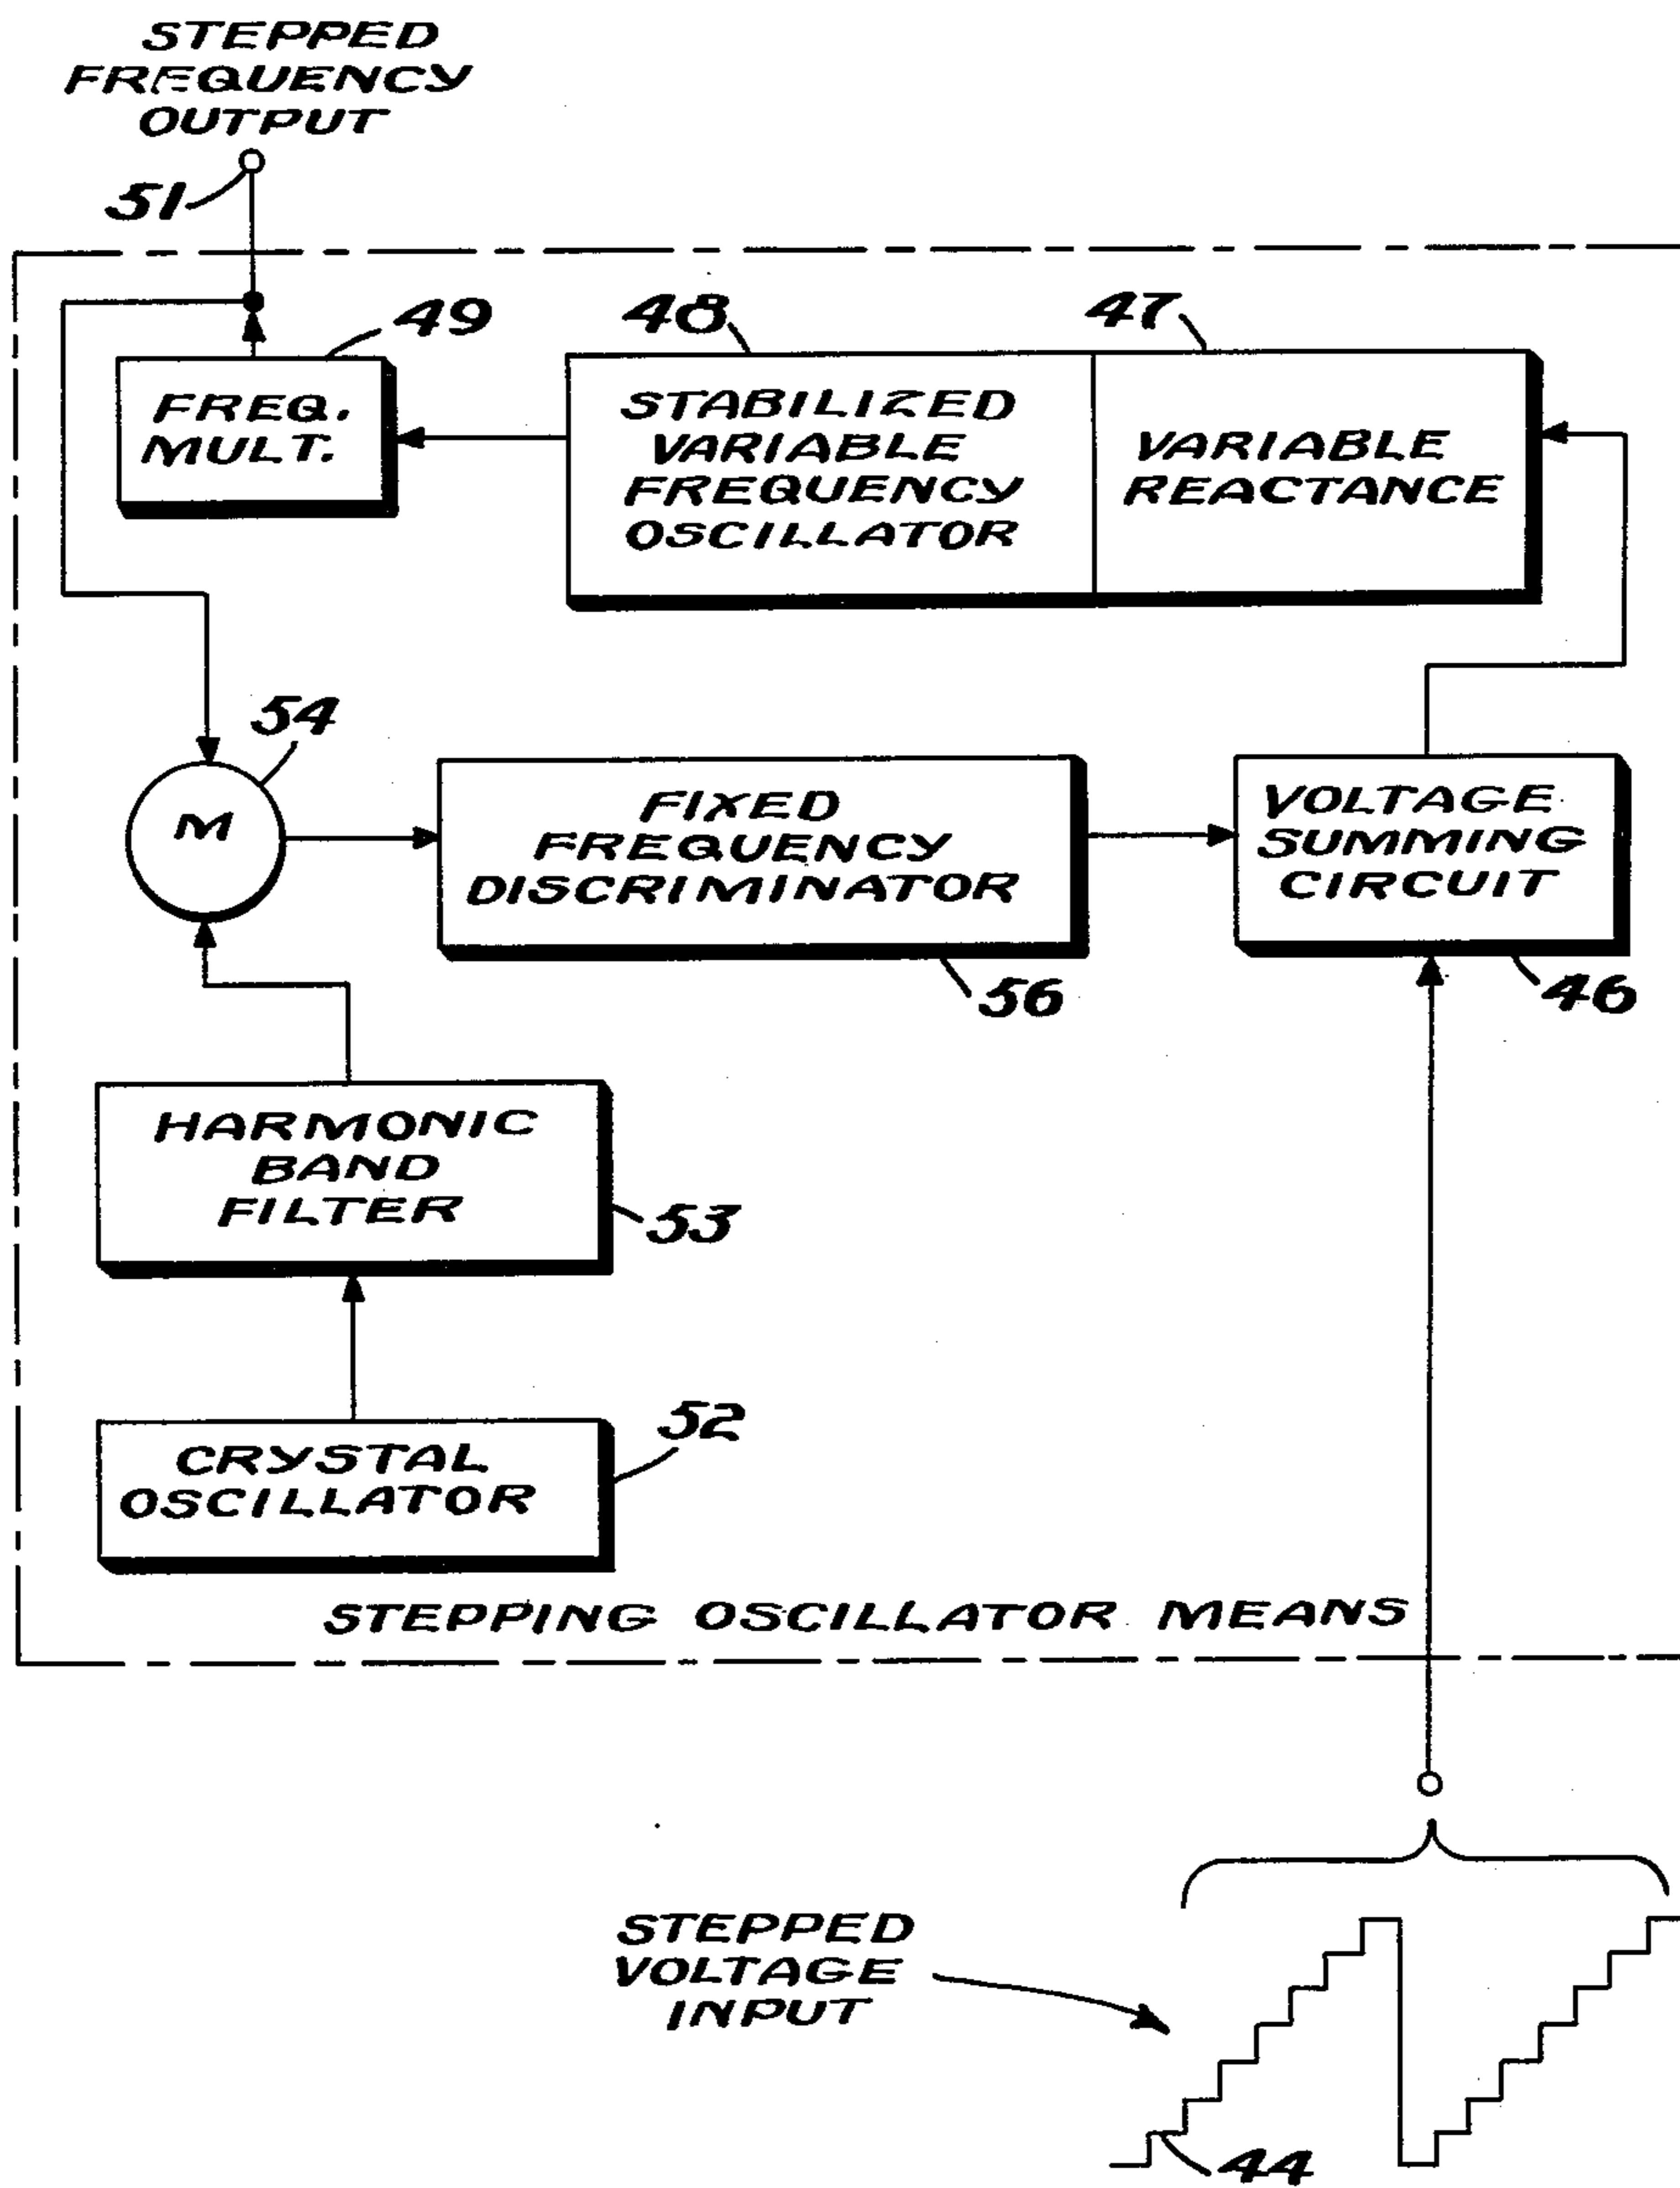 STEPPED
FREQUENCY
OUTPUT
51
49
48
47
FREQ.
MULT.
STABILIZED
VARIABLE
FREQUENCY
OSCILLATOR
VARIABLE
REACTANCE
54
M
FIXED
FREQUENCY
DISCRIMINATOR
VOLTAGE
SUMMING
CIRCUIT
56
46
HARMONIC
BAND
FILTER
53
52
CRYSTAL
OSCILLATOR
STEPPING OSCILLATOR MEANS
STEPPED
VOLTAGE
INPUT
44